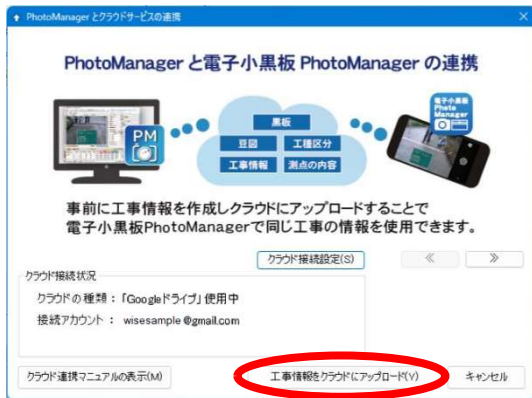 PhotoManager とクラウドサービスの連携
PhotoManager と電子小黒板 PhotoManager の連携
電子小黒板
Photo
Manager
PM
黒板
豆図 工種区分
工事情報 測点の内容
事前に工事情報を作成しクラウドにアップロードすることで
電子小黒板PhotoManagerで同じ工事の情報を使用できます。
クラウド接続設定(S) ≪ ≫
クラウド接続状況
クラウドの種類：「Googleドライブ」使用中
接続アカウント： wisesample@gmail.com
クラウド連携マニュアルの表示(M) 工事情報をクラウドにアップロード(Y) キャンセル